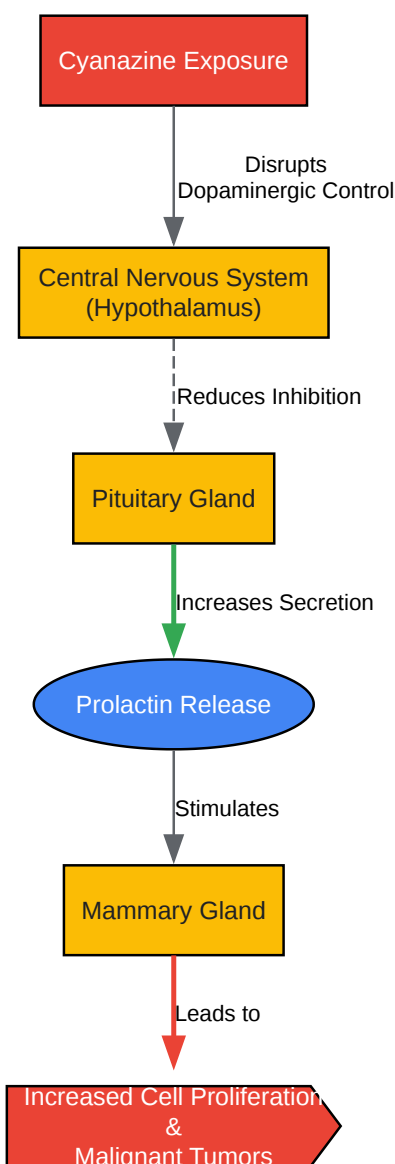 Cyanazine Exposure
Disrupts
Dopaminergic Control
Central Nervous System
(Hypothalamus)
Reduces Inhibition
Pituitary Gland
Increases Secretion
Prolactin Release
Stimulates
Mammary Gland
Leads to
Increased Cell Proliferation
&
Malignant Tumors